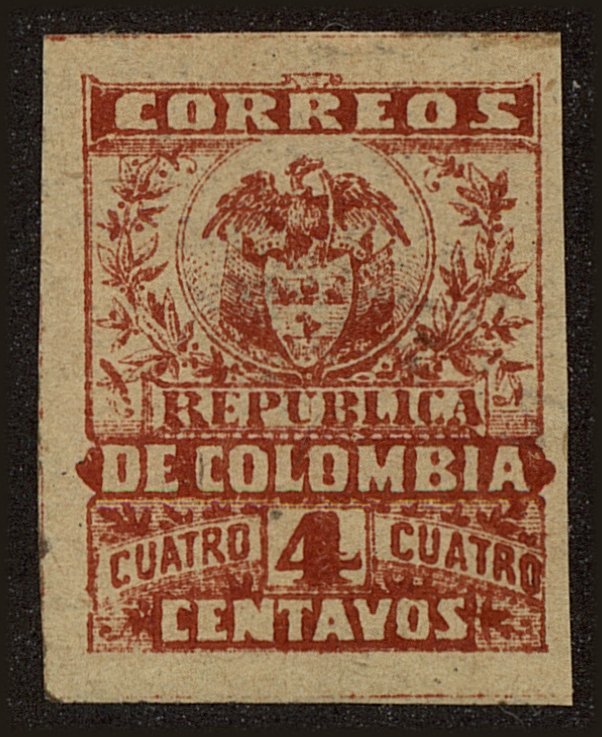 CORREOS
REPUBLICA
DE COLOMBIA
CUATRO 4 CUATRO
CENTAVOS